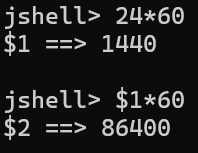 jshell> 24*60
$1 ==> 1440
jshell> $1*60
$2 ==> 86400